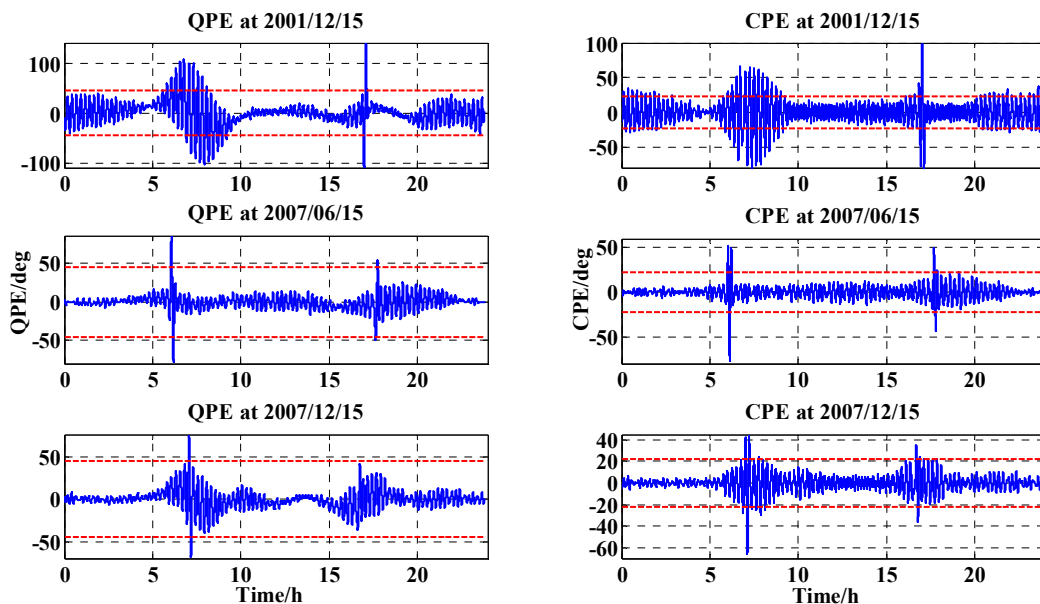 QPE at 2001/12/15
CPE at 2001/12/15
100
0
-100
0 5 10 15 20
100
50
0
-50
0 5 10 15 20
QPE at 2007/06/15
CPE at 2007/06/15
QPE/deg
50
0
-50
0 5 10 15 20
CPE/deg
50
0
-50
0 5 10 15 20
QPE at 2007/12/15
CPE at 2007/12/15
50
0
-50
0 5 10 15 20
Time/h
40
20
0
-20
-40
-60
0 5 10 15 20
Time/h